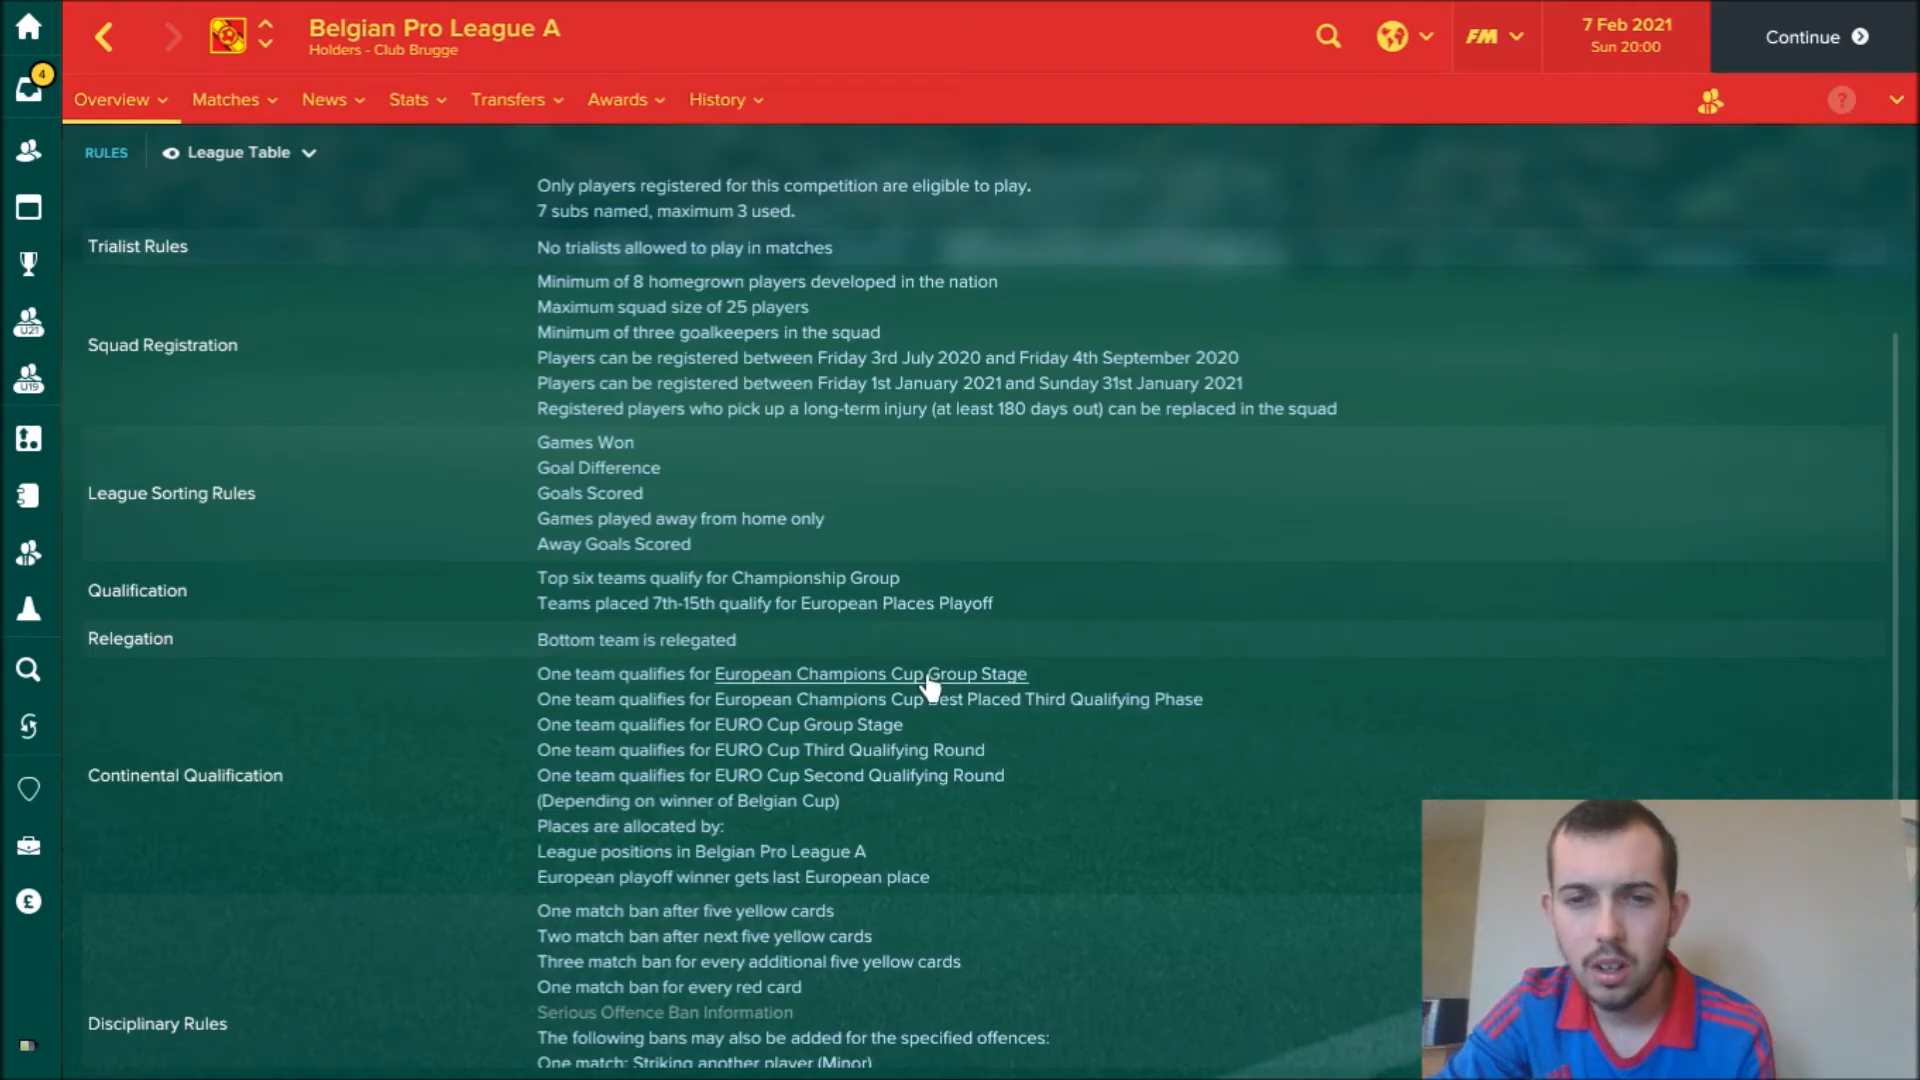 Belgian Pro League A
Holders - Club Brugge
FM
7 Feb 2021
Sun 20:00
Continue
4
Overview
Matches
News
Stats
Transfers
Awards
History
?
RULES
League Table
Only players registered for this competition are eligible to play.
7 subs named, maximum 3 used.
Trialist Rules
No trialists allowed to play in matches
Squad Registration
Minimum of 8 homegrown players developed in the nation
Maximum squad size of 25 players
Minimum of three goalkeepers in the squad
Players can be registered between Friday 3rd July 2020 and Friday 4th September 2020
Players can be registered between Friday 1st January 2021 and Sunday 31st January 2021
Registered players who pick up a long-term injury (at least 180 days out) can be replaced in the squad
League Sorting Rules
Games Won
Goal Difference
Goals Scored
Games played away from home only
Away Goals Scored
Qualification
Top six teams qualify for Championship Group
Teams placed 7th-15th qualify for European Places Playoff
Relegation
Bottom team is relegated
Continental Qualification
One team qualifies for European Champions Cup Group Stage
One team qualifies for European Champions Cup Best Placed Third Qualifying Phase
One team qualifies for EURO Cup Group Stage
One team qualifies for EURO Cup Third Qualifying Round
One team qualifies for EURO Cup Second Qualifying Round
(Depending on winner of Belgian Cup)
Places are allocated by:
League positions in Belgian Pro League A
European playoff winner gets last European place
Disciplinary Rules
One match ban after five yellow cards
Two match ban after next five yellow cards
Three match ban for every additional five yellow cards
One match ban for every red card
Serious Offence Ban Information
The following bans may also be added for the specified offences:
One match: Striking another player (Minor)
U21
U19
£